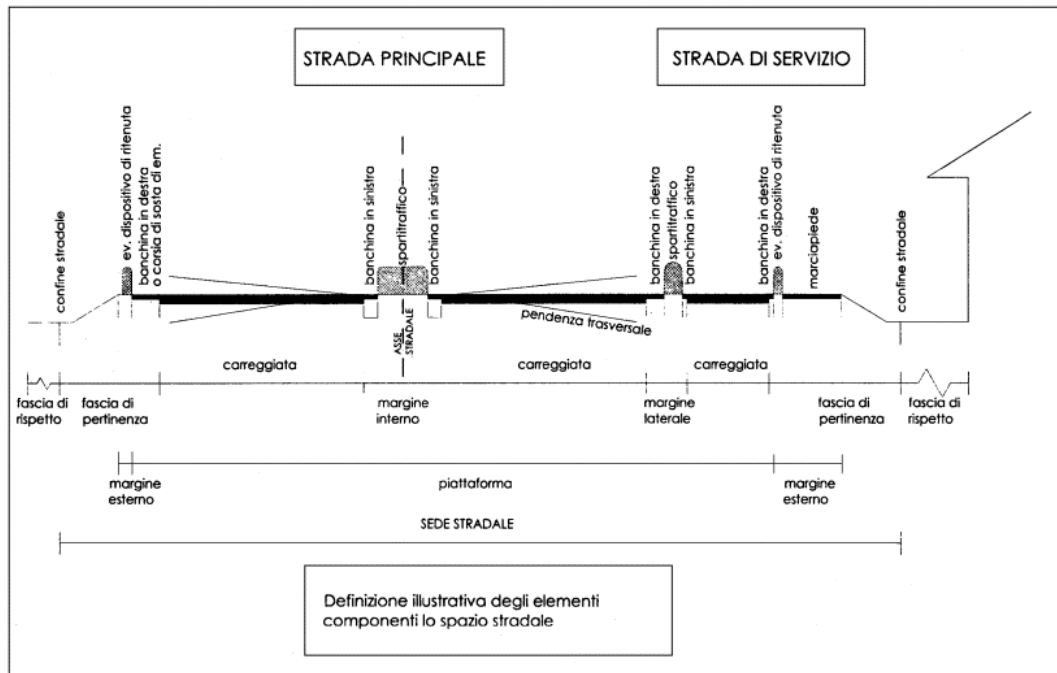 STRADA PRINCIPALE
STRADA DI SERVIZIO
confine stradale
ev. dispositivo di ritenuta
banchina in destra
o corsia di sosta di em.
banchina in sinistra
spartitraffico
banchina in sinistra
banchina in destra
spartitraffico
banchina in sinistra
banchina in destra
ev. dispositivo di ritenuta
marciapiede
confine stradale
ASSE
STRADALE
pendenza trasversale
carreggiata
carreggiata
carreggiata
fascia di
rispetto
fascia di
pertinenza
margine
interno
margine
laterale
fascia di
pertinenza
fascia di
rispetto
margine
esterno
piattaforma
margine
esterno
SEDE STRADALE
Definizione illustrativa degli elementi
componenti lo spazio stradale